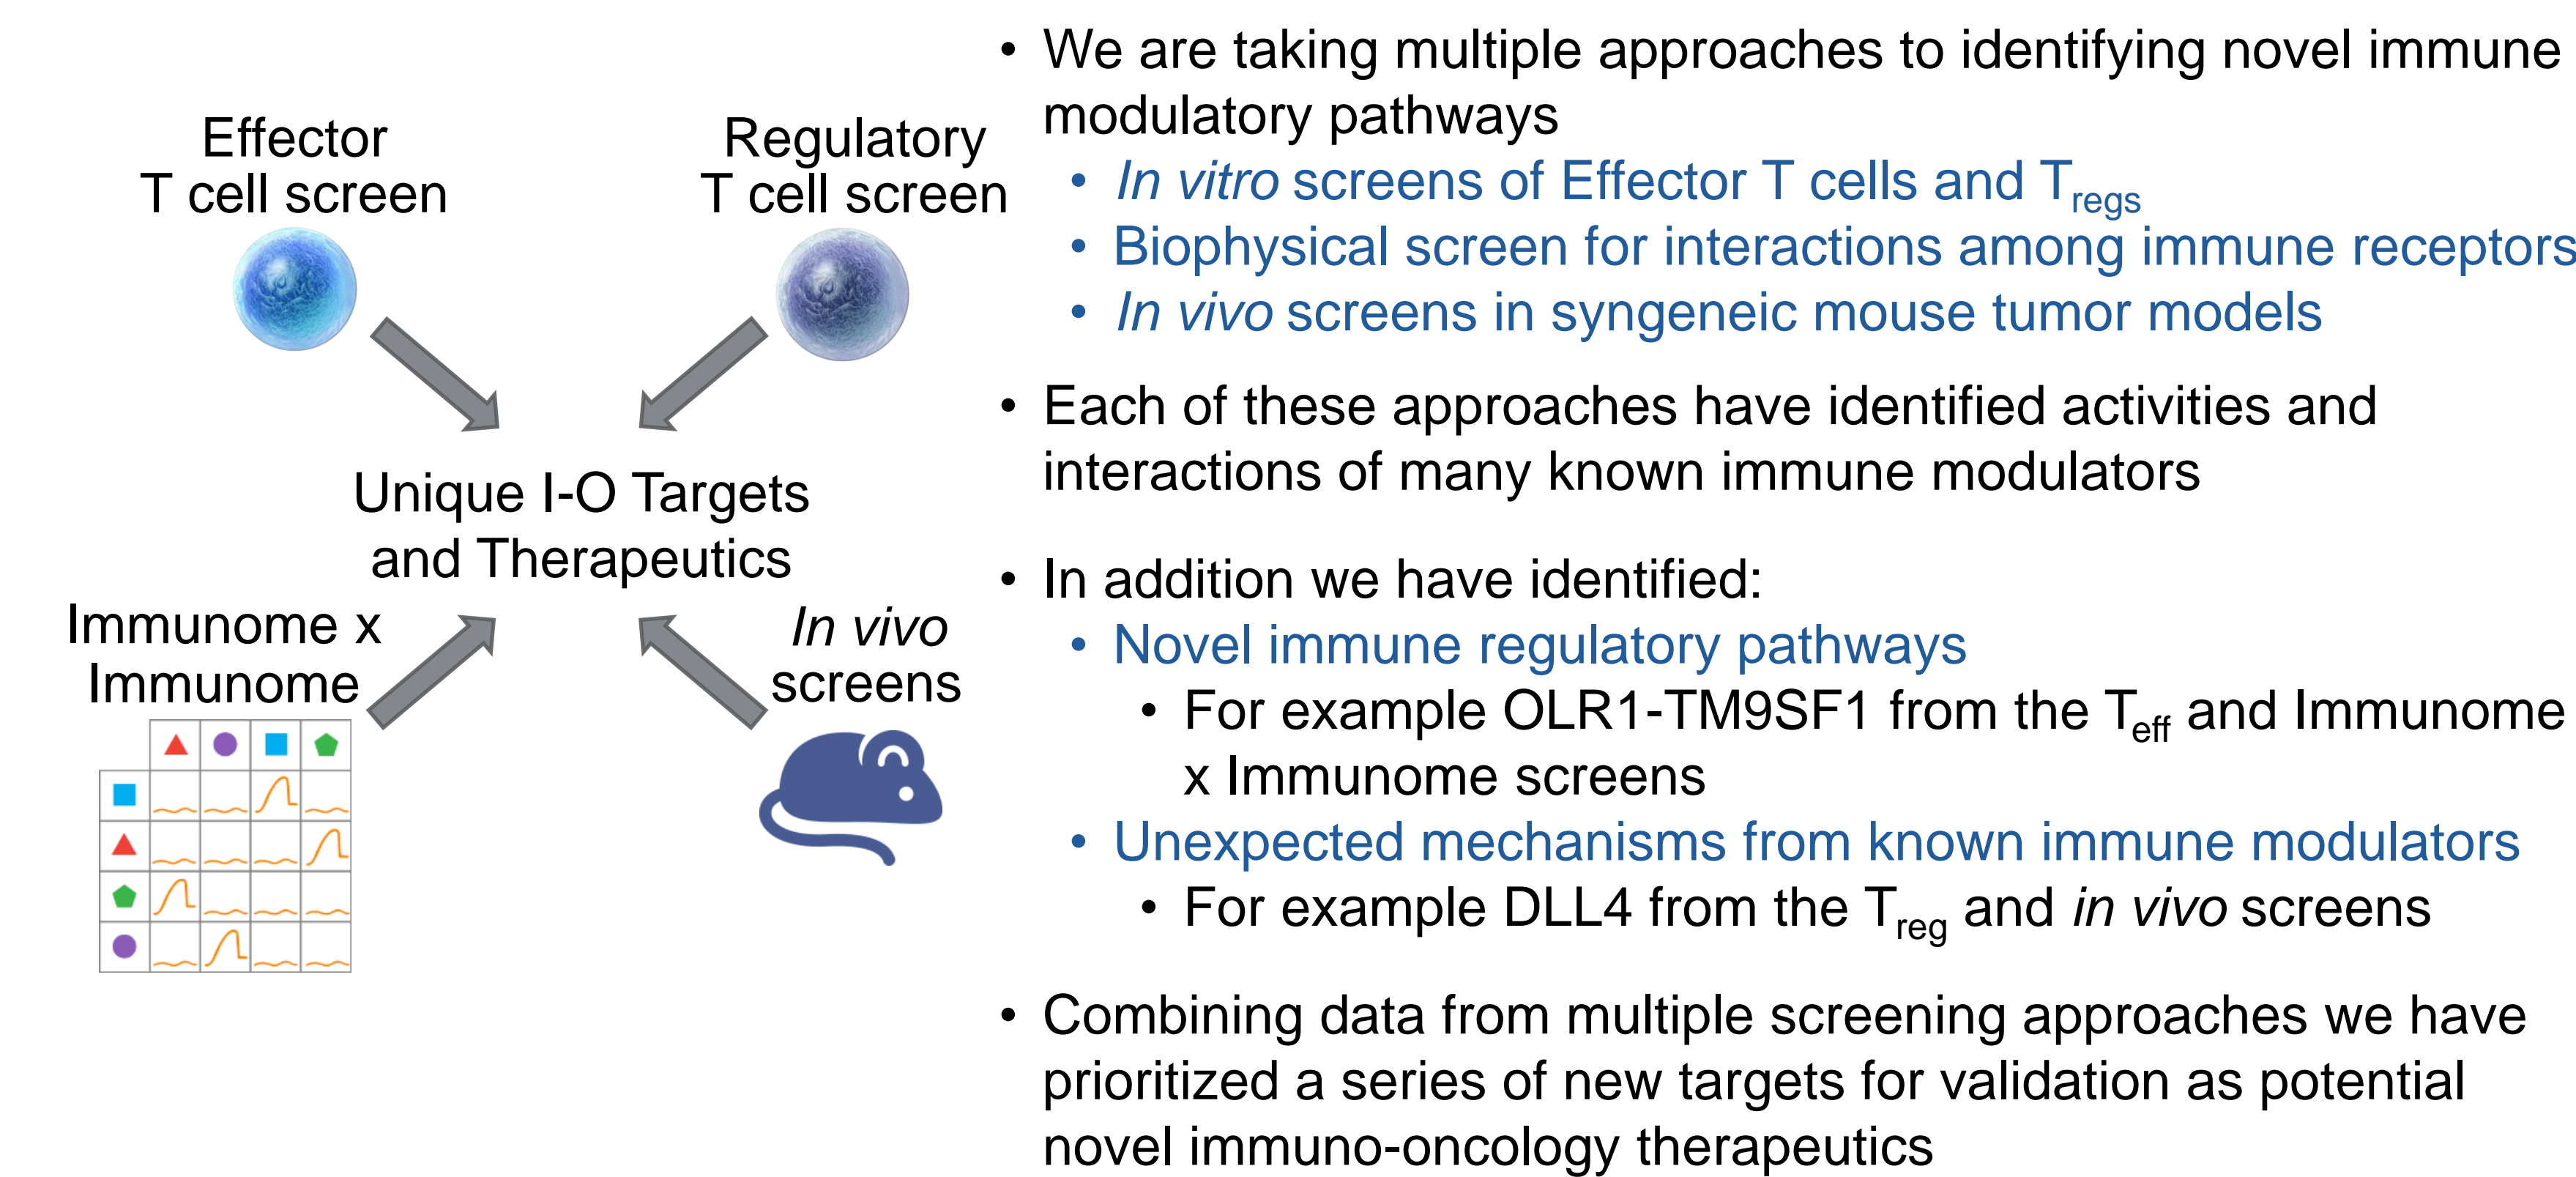 Effector
T cell screen
Regulatory
T cell screen
Unique I-O Targets
and Therapeutics
Immunome x
Immunome
In vivo
screens
• We are taking multiple approaches to identifying novel immune
modulatory pathways
• In vitro screens of Effector T cells and Tregs
• Biophysical screen for interactions among immune receptors
• In vivo screens in syngeneic mouse tumor models
• Each of these approaches have identified activities and
interactions of many known immune modulators
• In addition we have identified:
• Novel immune regulatory pathways
• For example OLR1-TM9SF1 from the Teff and Immunome
x Immunome screens
• Unexpected mechanisms from known immune modulators
• For example DLL4 from the Treg and in vivo screens
• Combining data from multiple screening approaches we have
prioritized a series of new targets for validation as potential
novel immuno-oncology therapeutics